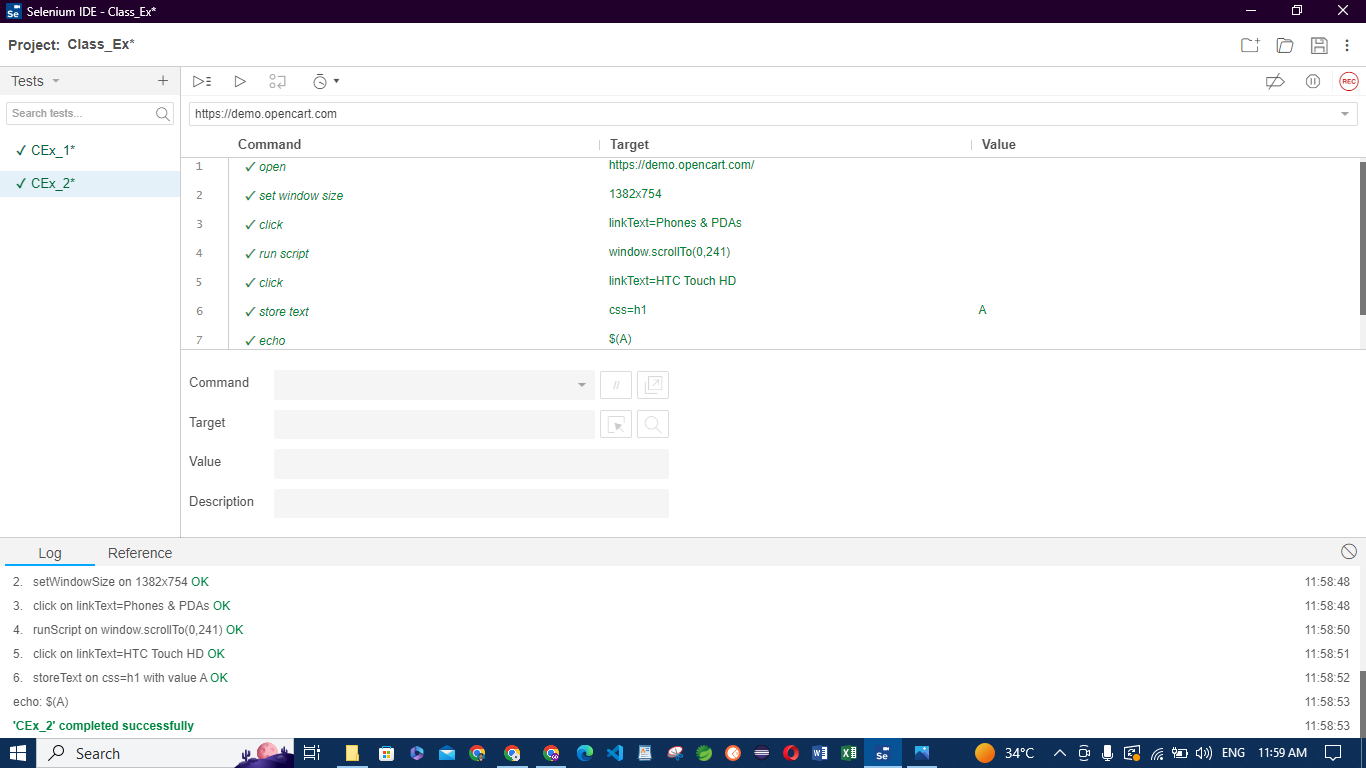 Selenium IDE - Class_Ex*
Project: Class_Ex*
Tests
Search tests...
✓ CEx_1*
✓ CEx_2*
REC
https://demo.opencart.com
Command Target Value
1 ✓ open https://demo.opencart.com/
2 ✓ set window size 1382x754
3 ✓ click linkText=Phones & PDAs
4 ✓ run script window.scrollTo(0,241)
5 ✓ click linkText=HTC Touch HD
6 ✓ store text css=h1 A
7 ✓ echo $(A)
Command //
Target
Value
Description
Log Reference
2. setWindowSize on 1382x754 OK 11:58:48
3. click on linkText=Phones & PDAs OK 11:58:48
4. runScript on window.scrollTo(0,241) OK 11:58:50
5. click on linkText=HTC Touch HD OK 11:58:51
6. storeText on css=h1 with value A OK 11:58:52
echo: $(A) 11:58:53
'CEx_2' completed successfully 11:58:53
Search 34°C ENG 11:59 AM